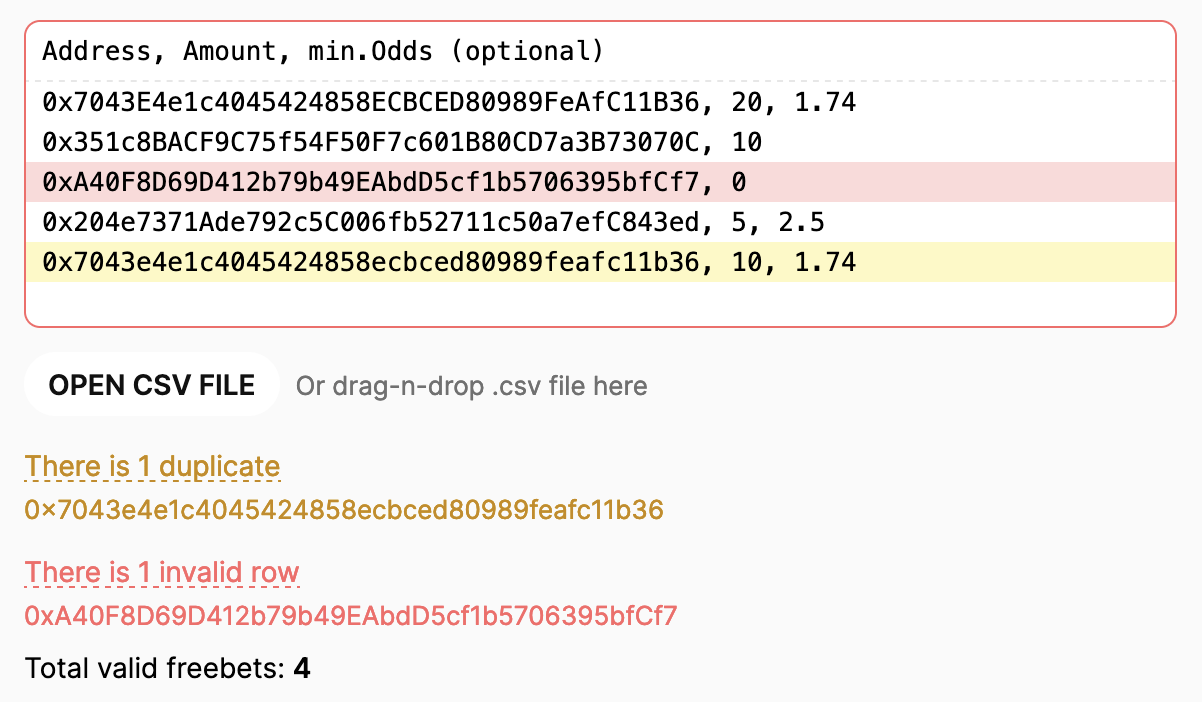 Address, Amount, min.Odds (optional)
0x7043E4e1c4045424858ECBCED80989FeAfC11B36, 20, 1.74
0x351c8BACF9C75f54F50F7c601B80CD7a3B73070C, 10
0xA40F8D69D412b79b49EAbdD5cf1b5706395bfCf7, 0
0x204e7371Ade792c5C006fb52711c50a7efC843ed, 5, 2.5
0x7043e4e1c4045424858ecbced80989feafc11b36, 10, 1.74
OPEN CSV FILE Or drag-n-drop .csv file here
There is 1 duplicate
0x7043e4e1c4045424858ecbced80989feafc11b36
There is 1 invalid row
0xA40F8D69D412b79b49EAbdD5cf1b5706395bfCf7
Total valid freebets: 4